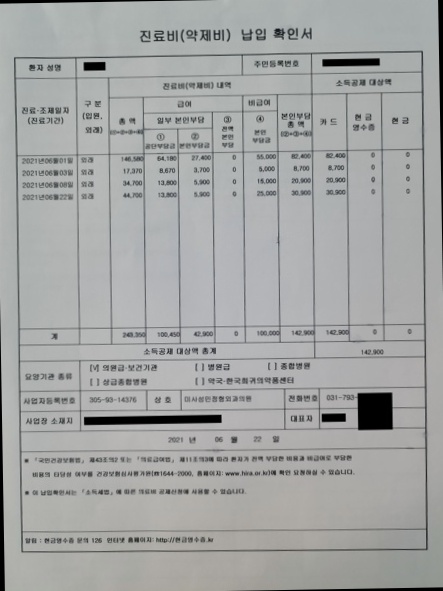 진료비(약제비) 납입 확인서
환자 성명 주민등록번호
진료·조제일자 (진료기간) 구 분 (입원, 외래) 진료비(약제비) 내역 소득공제 대상액
급여 비급여
총 액 (①+②+③+④) 일부 본인부담 ③ 전액 본인 부담 ④ 본인 부담금 본인부담 총 액 (②+③+④) 카 드 현 금 영수증 현 금
① 공단부담금 ② 본인부담금
2021년06월01일 외래 146,580 64,180 27,400 0 55,000 82,400 82,400 0 0
2021년06월03일 외래 17,370 8,670 3,700 0 5,000 8,700 8,700 0 0
2021년06월08일 외래 34,700 13,800 5,900 0 15,000 20,900 20,900 0 0
2021년06월22일 외래 44,700 13,800 5,900 0 25,000 30,900 30,900 0 0
계 249,350 100,450 42,900 0 100,000 142,900 142,900 0 0
소득공제 대상액 총계 142,900
요양기관 종류 [√] 의원급·보건기관 [ ] 병원급 [ ] 종합병원
[ ] 상급종합병원 [ ] 약국·한국희귀의약품센터
사업자등록번호 305-93-14376 상 호 미사성민정형외과의원 전화번호 031-793-
사업장 소재지 대표자
2021 년 06 월 22 일
* 「국민건강보험법」 제43조의2 또는 「의료급여법」 제11조의3에 따라 환자가 전액 부담한 비용과 비급여로 부담한
비용의 타당성 여부를 건강보험심사평가원(☎1644-2000, 홈페이지: www.hira.or.kr)에 확인 요청하실 수 있습니다.
* 이 납입확인서는 「소득세법」에 따른 의료비 공제신청에 사용할 수 있습니다.
알림 : 현금영수증 문의 126 인터넷 홈페이지: http://현금영수증.kr